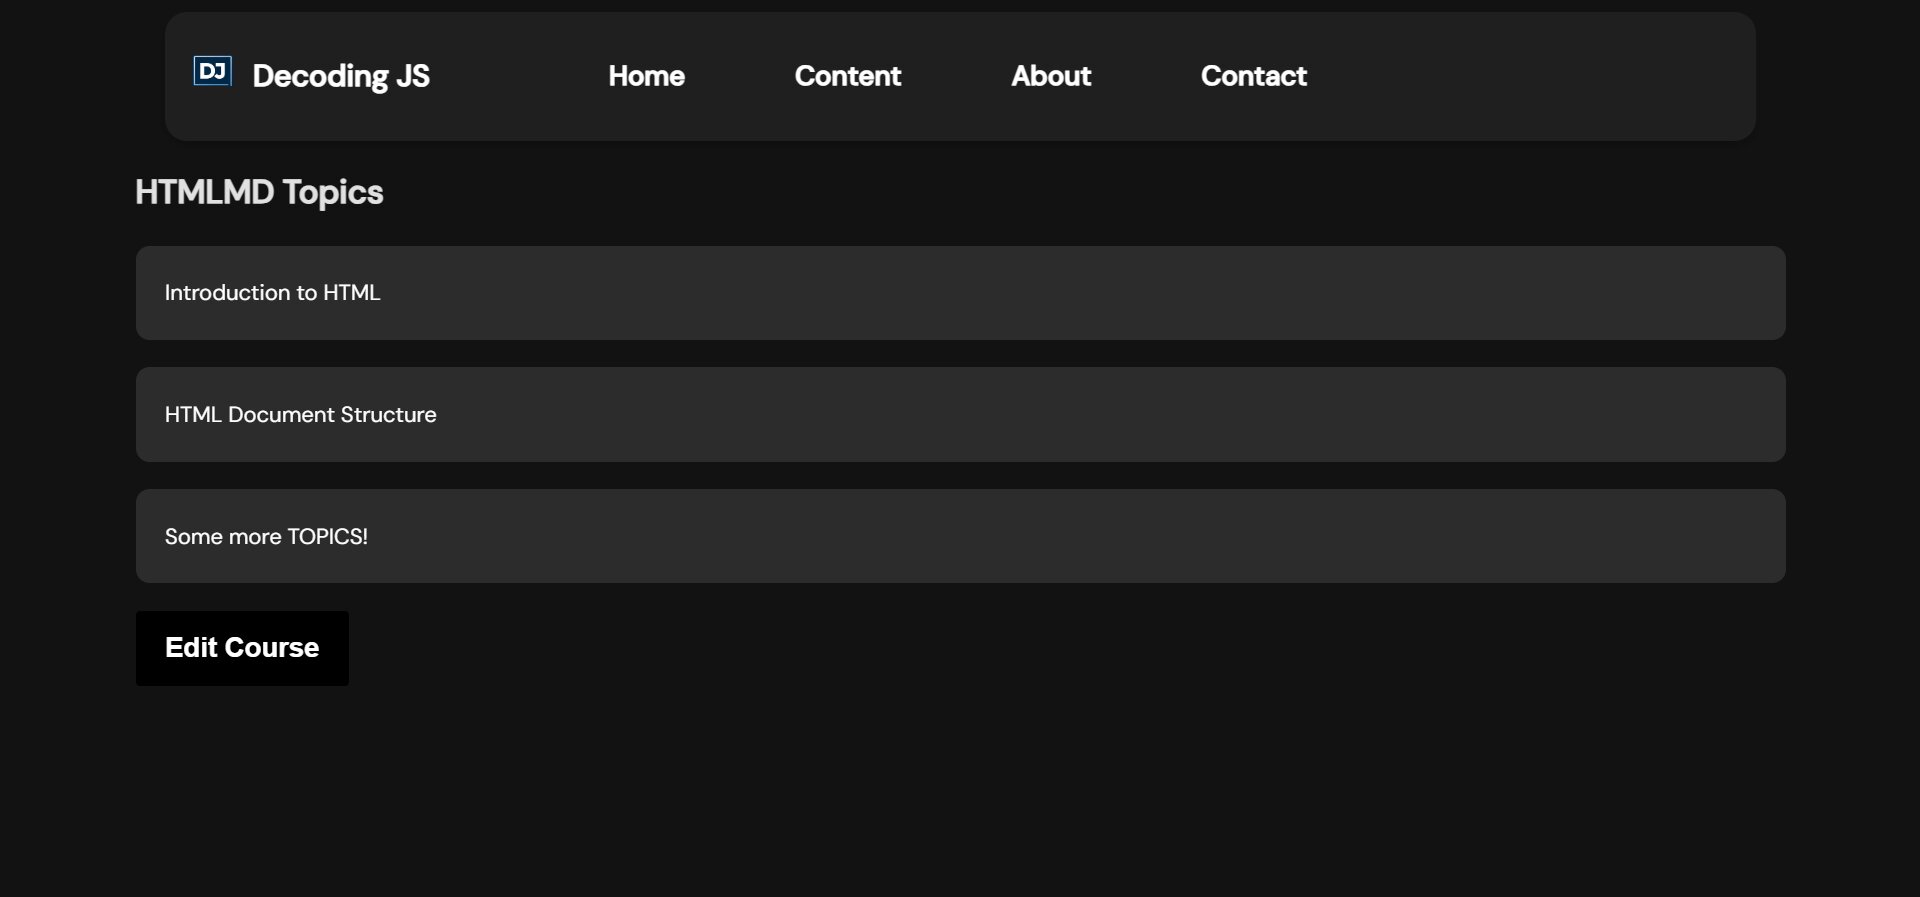 DJ Decoding JS Home Content About Contact
HTMLMD Topics
Introduction to HTML
HTML Document Structure
Some more TOPICS!
Edit Course